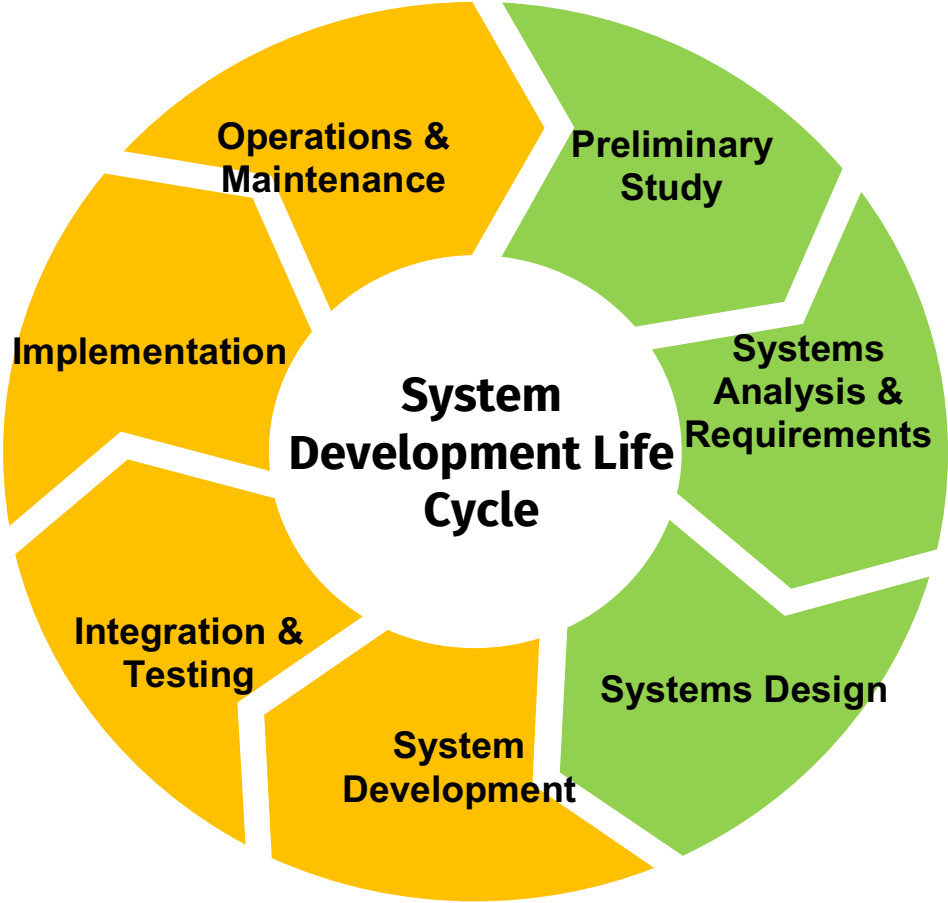 Operations &
Maintenance
Preliminary
Study
Implementation
Systems
Analysis &
Requirements
System
Development Life
Cycle
Integration &
Testing
Systems Design
System
Development